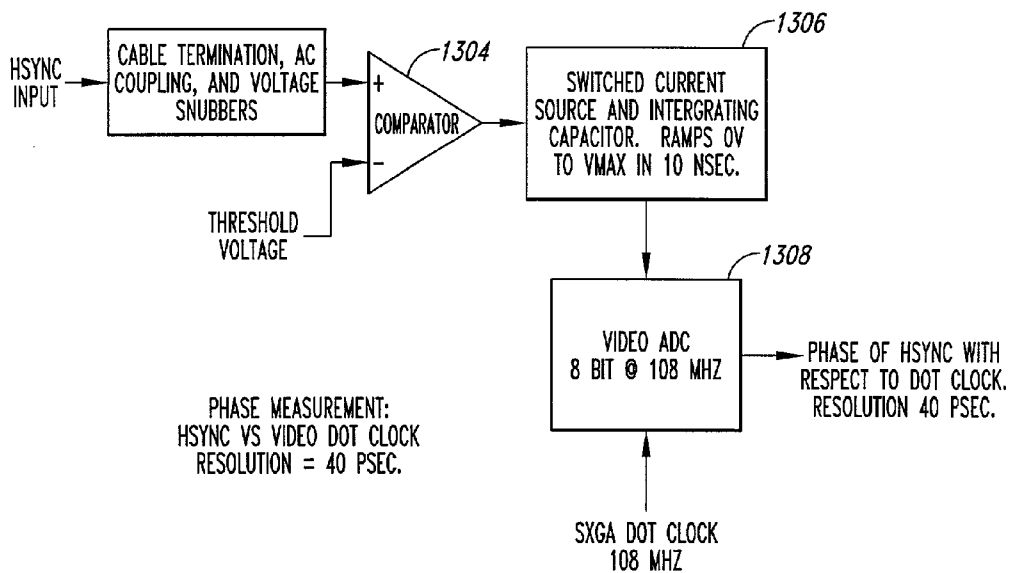 HSYNC
INPUT
CABLE TERMINATION, AC
COUPLING, AND VOLTAGE
SNUBBERS
+
COMPARATOR
−
1304
THRESHOLD
VOLTAGE
1306
SWITCHED CURRENT
SOURCE AND INTERGRATING
CAPACITOR. RAMPS 0V
TO VMAX IN 10 NSEC.
1308
VIDEO ADC
8 BIT @ 108 MHZ
PHASE OF HSYNC WITH
RESPECT TO DOT CLOCK.
RESOLUTION 40 PSEC.
PHASE MEASUREMENT:
HSYNC VS VIDEO DOT CLOCK
RESOLUTION = 40 PSEC.
SXGA DOT CLOCK
108 MHZ